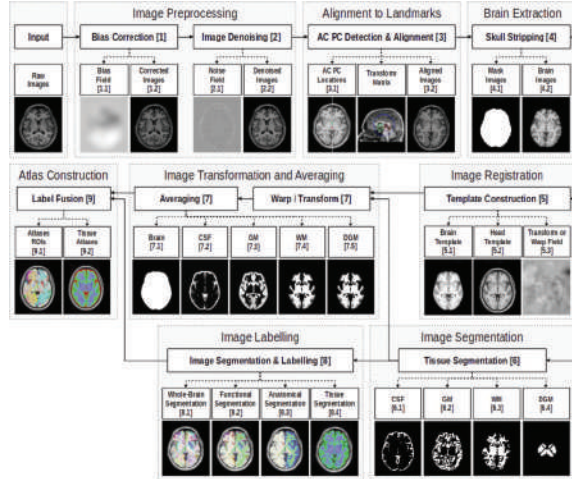 Image Preprocessing
Alignment to Landmarks
Brain Extraction
Input
Bias Correction [1]
Image Denoising [2]
AC PC Detection & Alignment [3]
Skull Stripping [4]
Raw
Images
Bias
Field
[1.1]
Corrected
Images
[1.2]
Noise
Field
[2.1]
Denoised
Images
[2.2]
AC PC
Locations
[3.1]
Transform
Matrix
Aligned
Images
[3.2]
Mask
Images
[4.1]
Brain
Images
[4.2]
Atlas Construction
Image Transformation and Averaging
Image Registration
Label Fusion [9]
Averaging [7]
Warp / Transform [7]
Template Construction [5]
Atlases
ROIs
[9.1]
Tissue
Atlases
[9.2]
Brain
[7.1]
CSF
[7.2]
GM
[7.3]
WM
[7.4]
DGM
[7.5]
Brain
Template
[5.1]
Head
Template
[5.2]
Transform or
Warp Field
[5.3]
Image Labelling
Image Segmentation
Image Segmentation & Labelling [8]
Tissue Segmentation [6]
Whole-Brain
Segmentation
[8.1]
Functional
Segmentation
[8.2]
Anatomical
Segmentation
[8.3]
Tissue
Segmentation
[8.4]
CSF
[6.1]
GM
[6.2]
WM
[6.3]
DGM
[6.4]